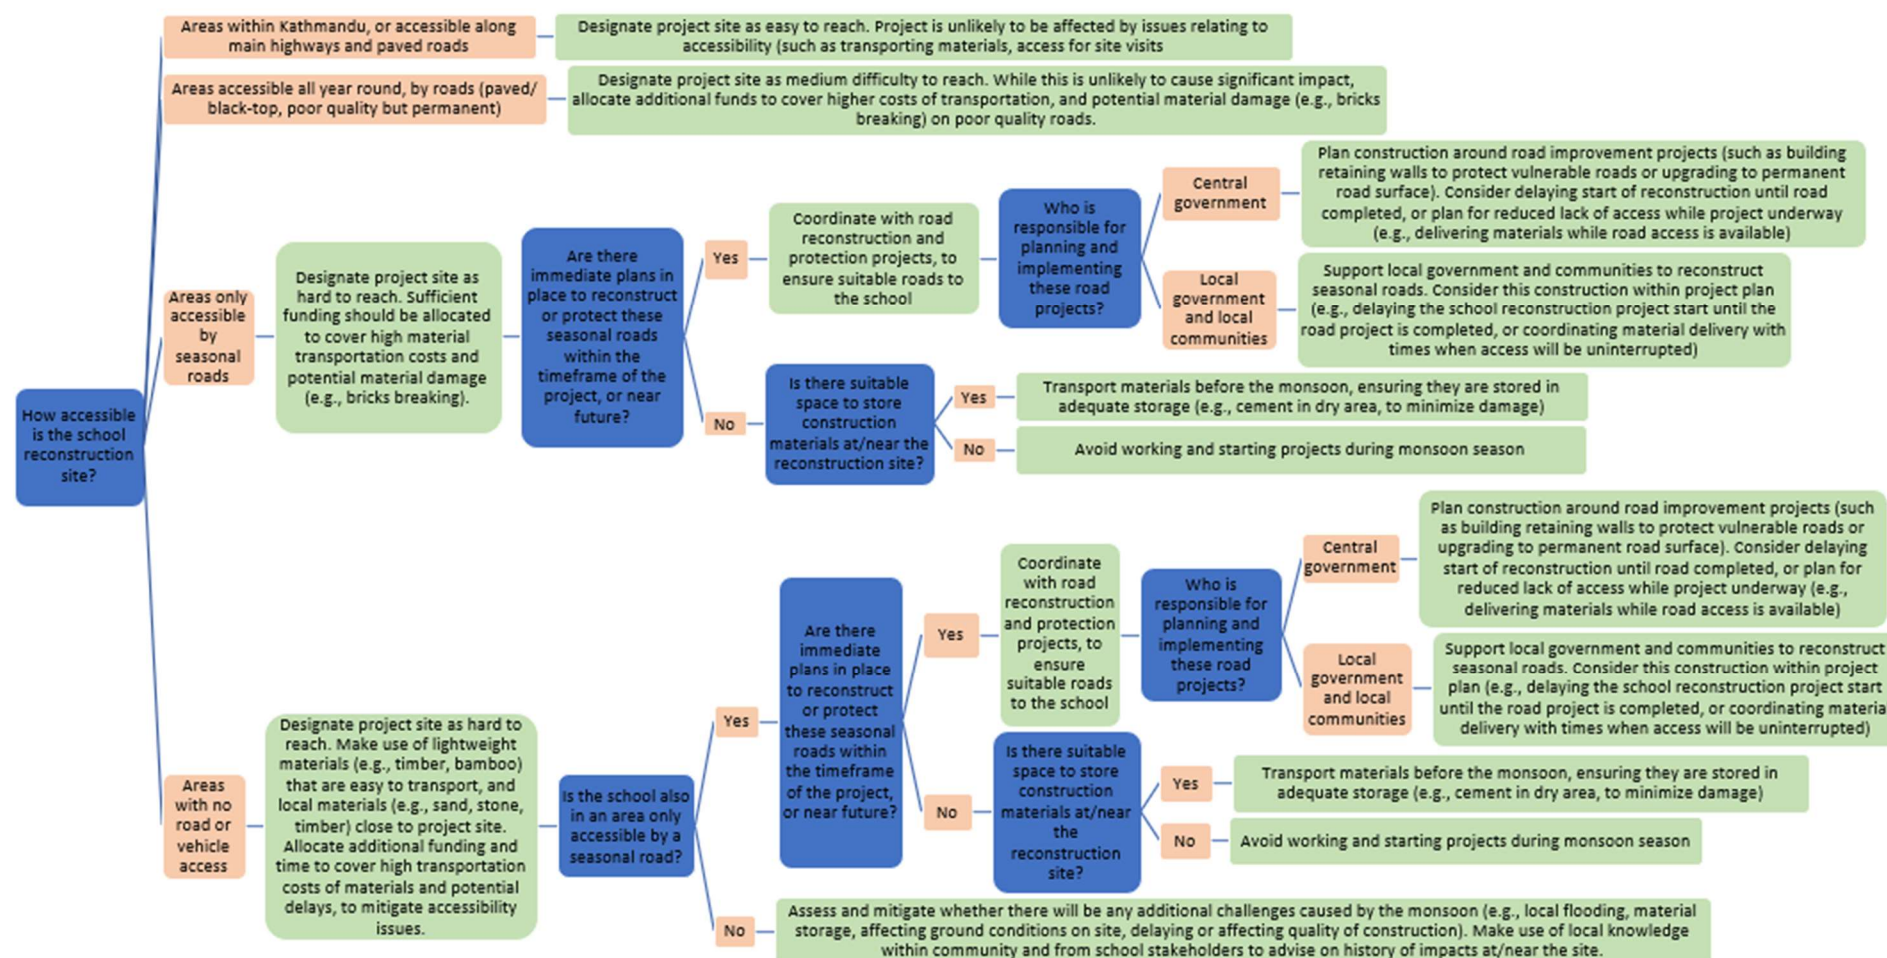 Areas within Kathmandu, or accessible along
main highways and paved roads
Designate project site as easy to reach. Project is unlikely to be affected by issues relating to
accessibility (such as transporting materials, access for site visits
Areas accessible all year round, by roads (paved/
black-top, poor quality but permanent)
Designate project site as medium difficulty to reach. While this is unlikely to cause significant impact,
allocate additional funds to cover higher costs of transportation, and potential material damage (e.g., bricks
breaking) on poor quality roads.
How accessible
is the school
reconstruction
site?
Areas only
accessible
by
seasonal
roads
Designate project site as
hard to reach. Sufficient
funding should be allocated
to cover high material
transportation costs and
potential material damage
(e.g., bricks breaking).
Are there
immediate plans in
place to reconstruct
or protect these
seasonal roads
within the
timeframe of the
project, or near
future?
Yes
Coordinate with road
reconstruction and
protection projects, to
ensure suitable roads to
the school
Who is
responsible for
planning and
implementing
these road
projects?
Central
government
Plan construction around road improvement projects (such as building
retaining walls to protect vulnerable roads or upgrading to permanent
road surface). Consider delaying start of reconstruction until road
completed, or plan for reduced lack of access while project underway
(e.g., delivering materials while road access is available)
Local
government
and local
communities
Support local government and communities to reconstruct
seasonal roads. Consider this construction within project plan
(e.g., delaying the school reconstruction project start until the
road project is completed, or coordinating material delivery with
times when access will be uninterrupted)
No
Is there suitable
space to store
construction
materials at/near the
reconstruction site?
Yes
Transport materials before the monsoon, ensuring they are stored in
adequate storage (e.g., cement in dry area, to minimize damage)
No
Avoid working and starting projects during monsoon season
Areas
with no
road or
vehicle
access
Designate project site as hard to
reach. Make use of lightweight
materials (e.g., timber, bamboo)
that are easy to transport, and
local materials (e.g., sand, stone,
timber) close to project site.
Allocate additional funding and
time to cover high transportation
costs of materials and potential
delays, to mitigate accessibility
issues.
Is the school also
in an area only
accessible by a
seasonal road?
Yes
Are there
immediate
plans in place
to reconstruct
or protect
these seasonal
roads within
the timeframe
of the project,
or near future?
Yes
Coordinate
with road
reconstruction
and protection
projects, to
ensure
suitable roads
to the school
Who is
responsible for
planning and
implementing
these road
projects?
Central
government
Plan construction around road improvement projects (such
as building retaining walls to protect vulnerable roads or
upgrading to permanent road surface). Consider delaying
start of reconstruction until road completed, or plan for
reduced lack of access while project underway (e.g.,
delivering materials while road access is available)
Local
government
and local
communities
Support local government and communities to reconstruct
seasonal roads. Consider this construction within project
plan (e.g., delaying the school reconstruction project start
until the road project is completed, or coordinating material
delivery with times when access will be uninterrupted)
No
Is there suitable
space to store
construction
materials at/near
the
reconstruction
site?
Yes
Transport materials before the monsoon, ensuring they are stored in
adequate storage (e.g., cement in dry area, to minimize damage)
No
Avoid working and starting projects during monsoon season
No
Assess and mitigate whether there will be any additional challenges caused by the monsoon (e.g., local flooding, material
storage, affecting ground conditions on site, delaying or affecting quality of construction). Make use of local knowledge
within community and from school stakeholders to advise on history of impacts at/near the site.